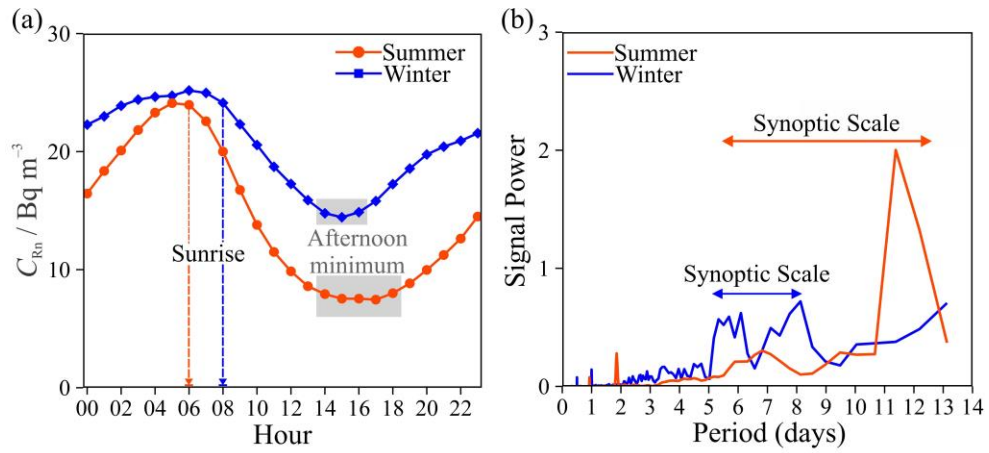 (a)
30
20
10
0
C_Rn / Bq m⁻³
Summer
Winter
Sunrise
Afternoon
minimum
00 02 04 06 08 10 12 14 16 18 20 22
Hour
(b)
3
2
1
0
Signal Power
Summer
Winter
Synoptic Scale
Synoptic Scale
0 1 2 3 4 5 6 7 8 9 10 11 12 13 14
Period (days)